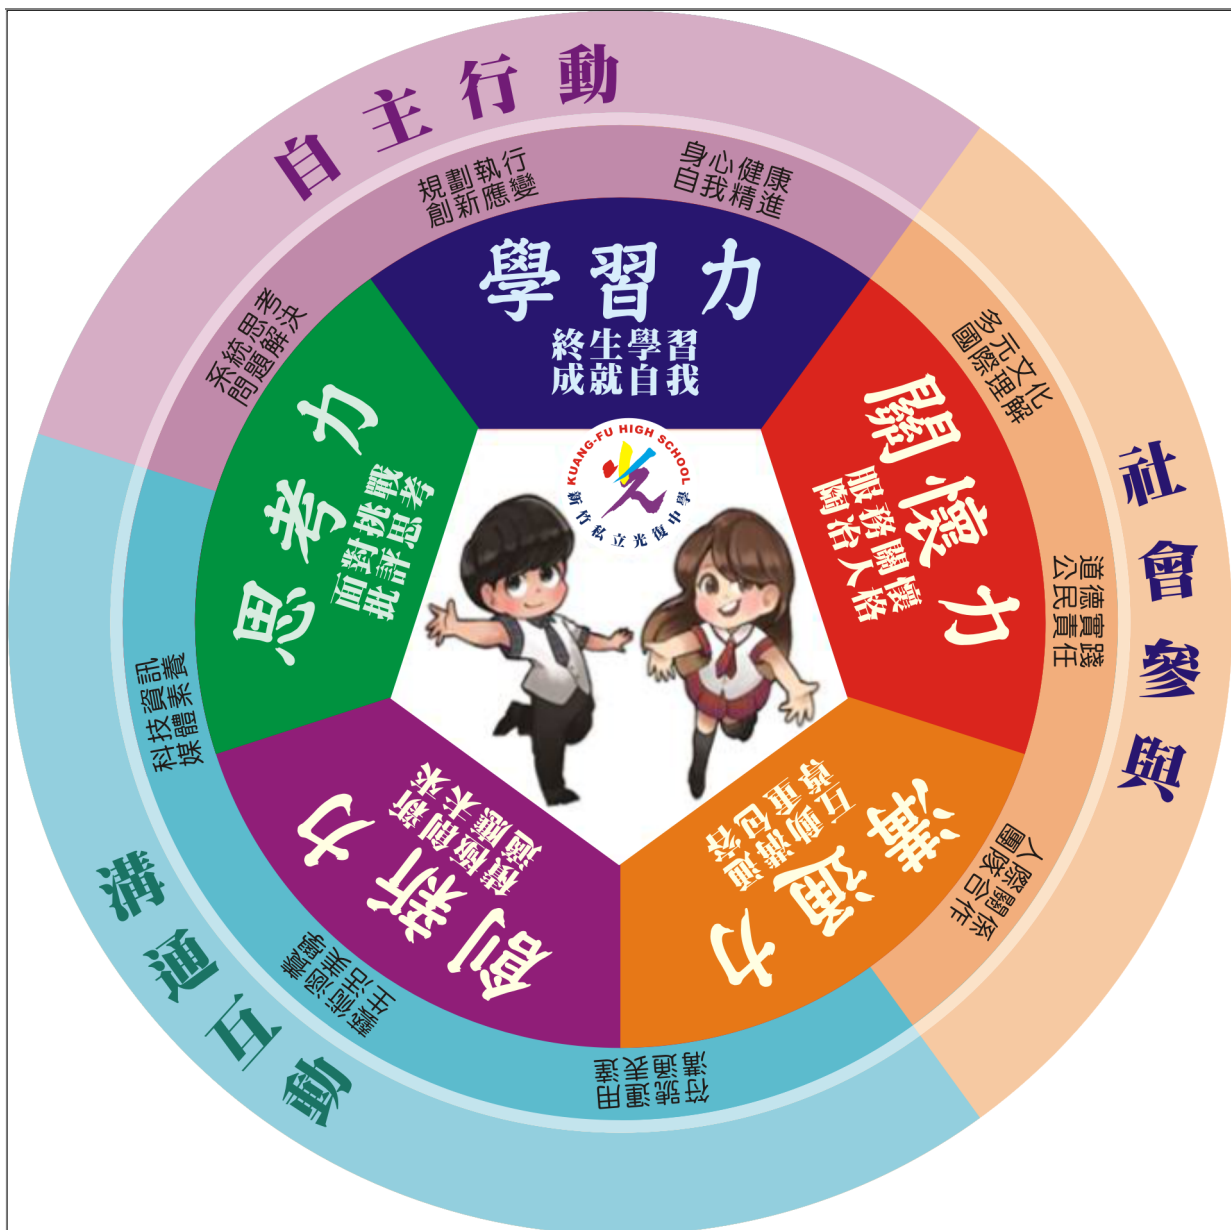 自主行動
規劃執行
創新應變
身心健康
自我精進
系統思考
問題解決
學習力
終生學習
成就自我
關懷力
服務關懷
陶冶人格
多元文化
國際理解
道德實踐
公民責任
人際關係
團隊合作
社會參與
溝通力
互動溝通
尊重包容
符號運用
溝通表達
創新力
積極創新
適應未來
藝術涵養
生活美學
科技資訊
媒體素養
溝通互動
思考力
面對挑戰
批評思考
KUANG-FU HIGH SCHOOL
新竹私立光復中學